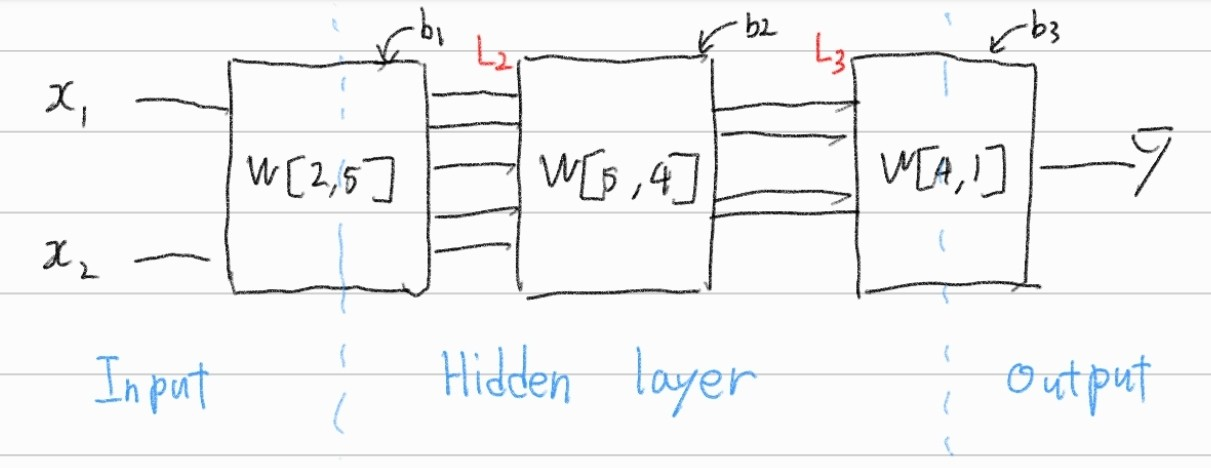 b1 L2 b2 L3 b3
x1
W[2,5] W[5,4] W[4,1] ȳ
x2
Input Hidden layer Output